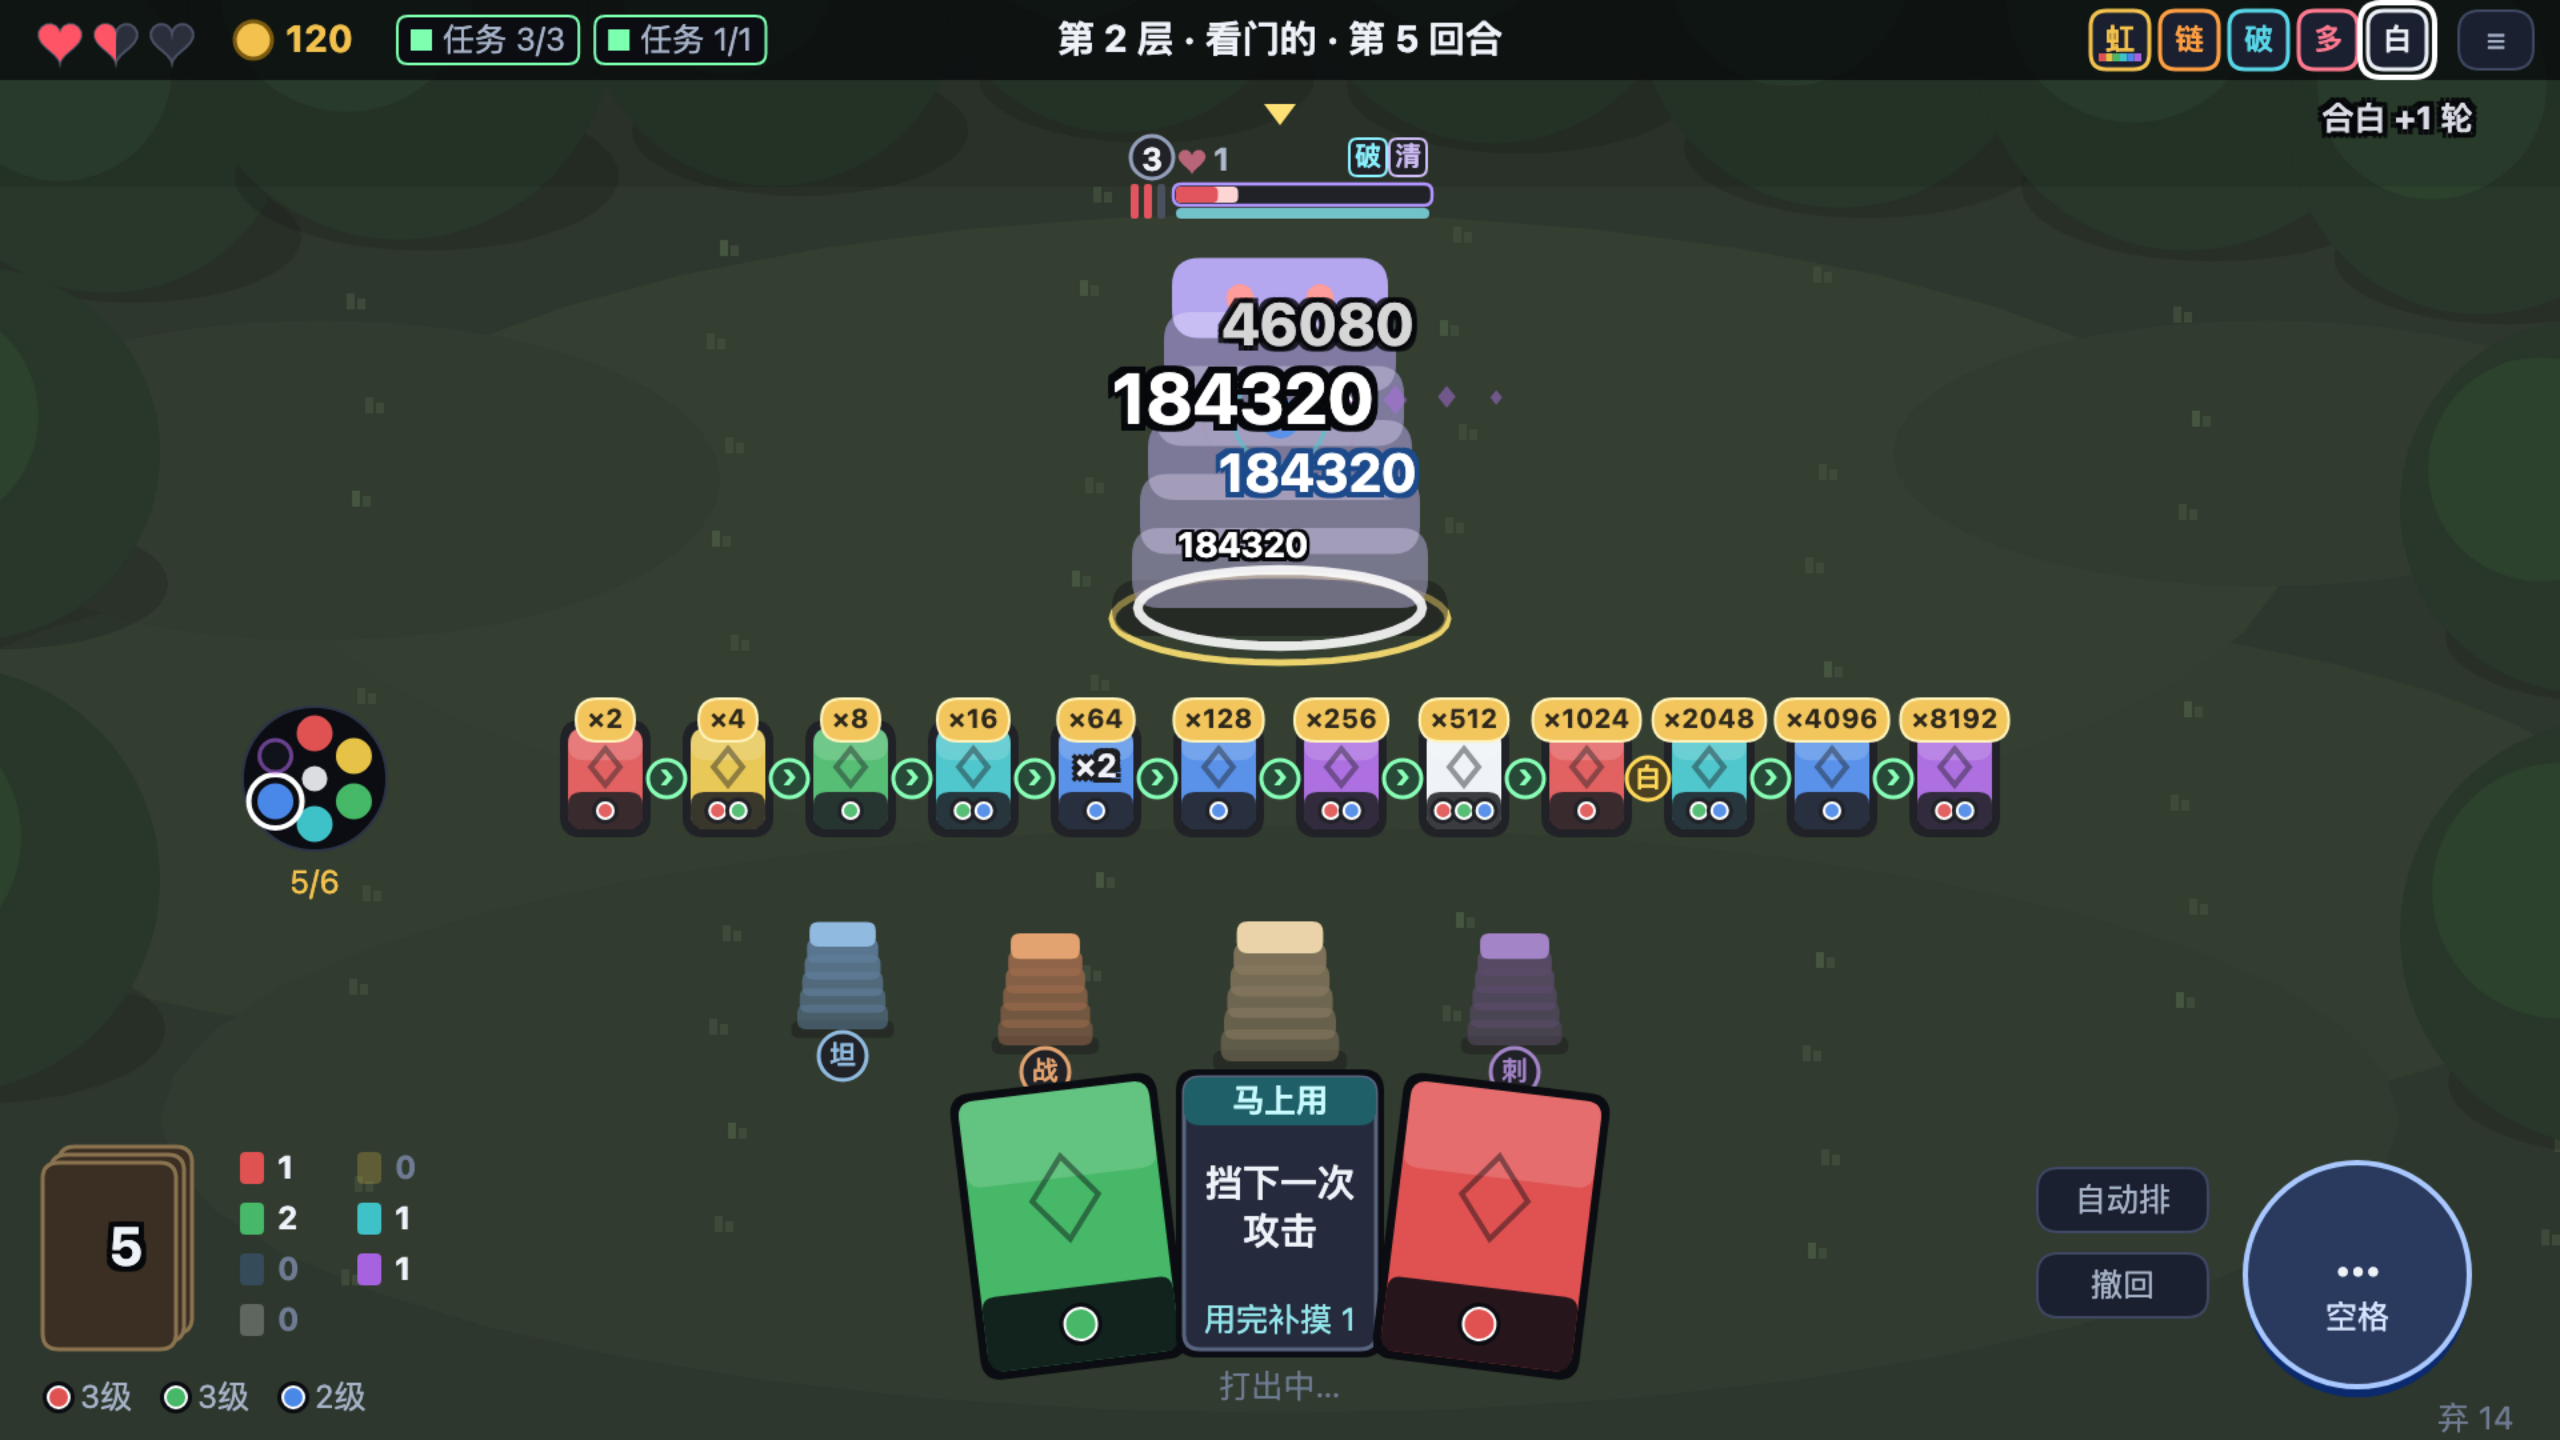 120
任务 3/3
任务 1/1
第 2 层 · 看门的 · 第 5 回合
虹
链
破
多
白
≡
合白 +1 轮
3
1
破
清
46080
184320
184320
184320
×2
×4
×8
×16
×64
×128
×256
×512
×1024
×2048
×4096
×8192
×2
白
5/6
坦
战
刺
马上用
挡下一次
攻击
用完补摸 1
打出中...
5
1
0
2
1
0
1
0
3级
3级
2级
自动排
撤回
...
空格
弃 14